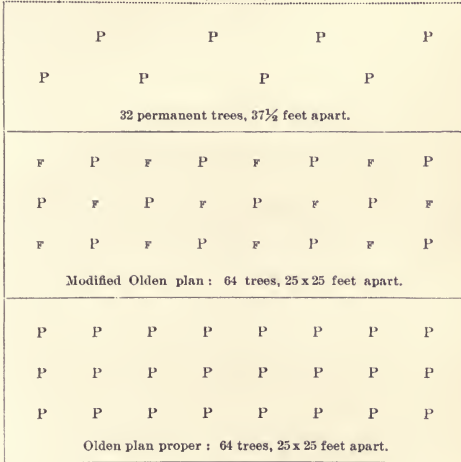 P P P P
P P P P
32 permanent trees, 37½ feet apart.
F P F P F P F P
P F P F P F P F
F P F P F P F P
Modified Olden plan : 64 trees, 25 x 25 feet apart.
P P P P P P P P
P P P P P P P P
P P P P P P P P
Olden plan proper : 64 trees, 25 x 25 feet apart.